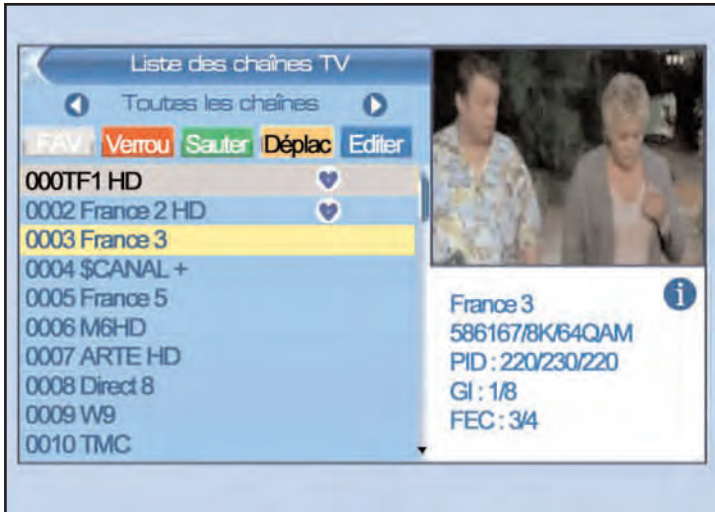 Liste des chaînes TV
Toutes les chaînes
FAV Verrou Sauter Déplac Editer
000TF1 HD
0002 France 2 HD
0003 France 3
0004 $CANAL +
0005 France 5
0006 M6HD
0007 ARTE HD
0008 Direct 8
0009 W9
0010 TMC
France 3
586167/8K/64QAM
PID : 220/230/220
GI : 1/8
FEC : 3/4